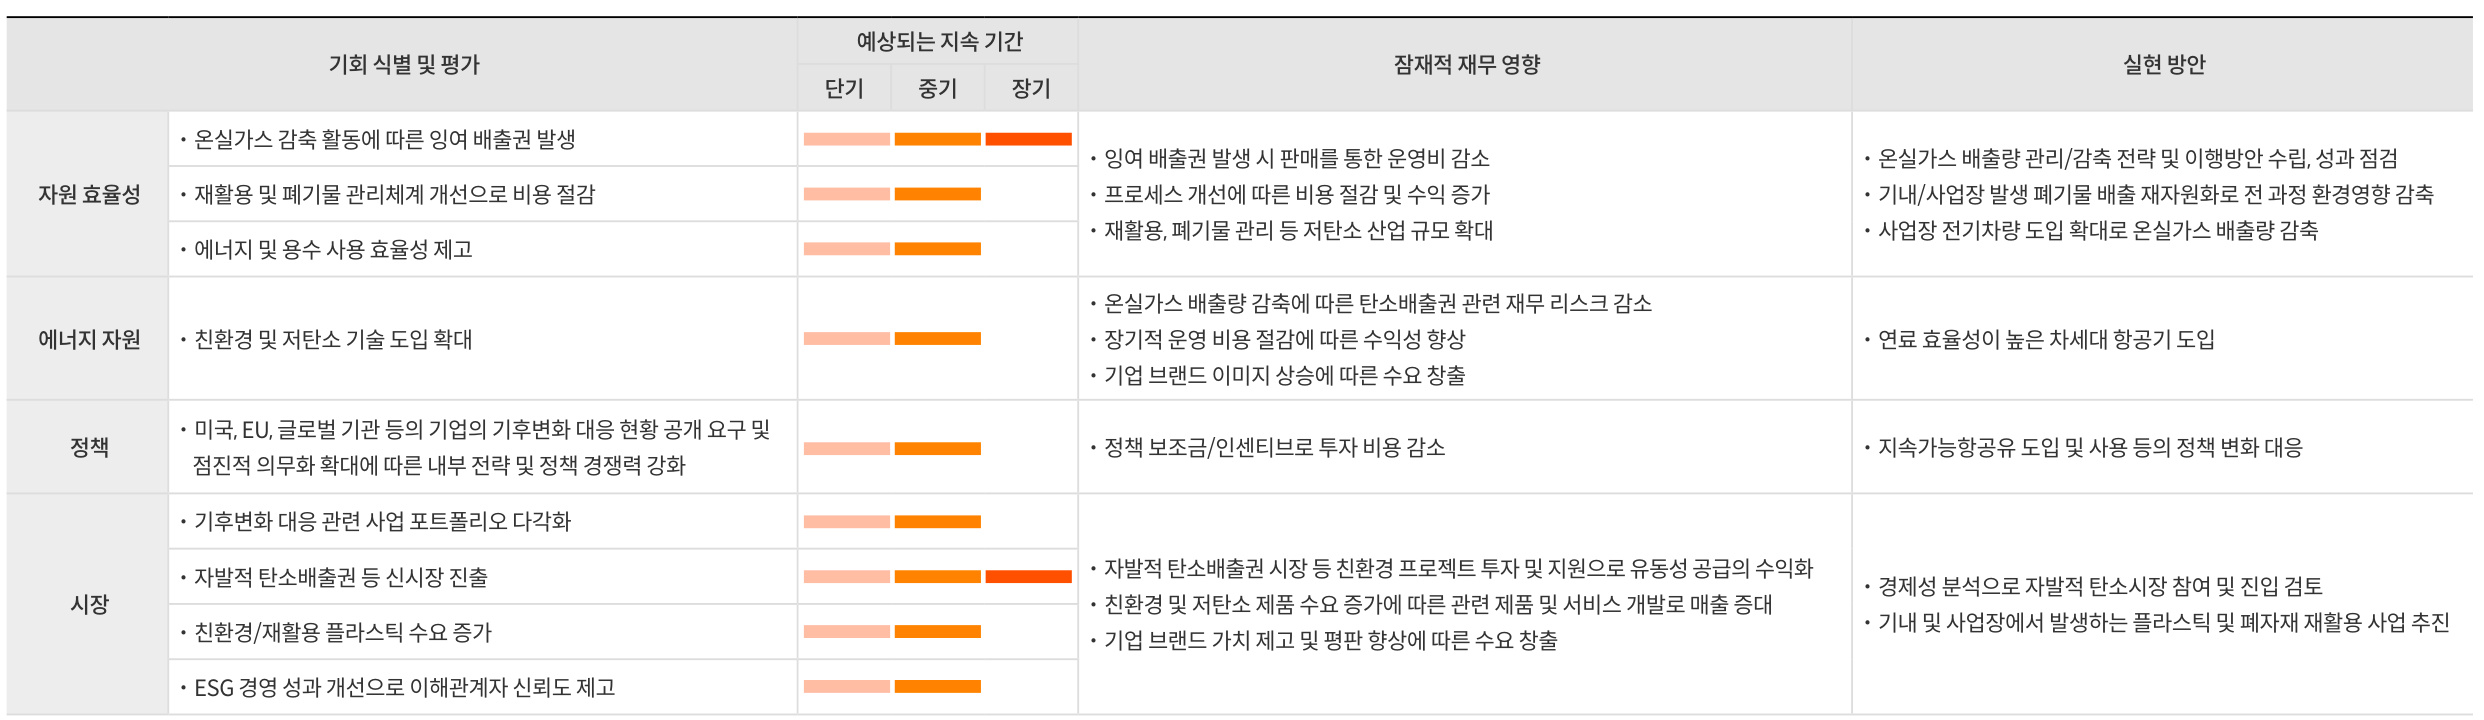 기회 식별 및 평가
예상되는 지속 기간
단기
중기
장기
잠재적 재무 영향
실현 방안
자원 효율성
• 온실가스 감축 활동에 따른 잉여 배출권 발생
• 재활용 및 폐기물 관리체계 개선으로 비용 절감
• 에너지 및 용수 사용 효율성 제고
• 잉여 배출권 발생 시 판매를 통한 운영비 감소
• 프로세스 개선에 따른 비용 절감 및 수익 증가
• 재활용, 폐기물 관리 등 저탄소 산업 규모 확대
• 온실가스 배출량 관리/감축 전략 및 이행방안 수립, 성과 점검
• 기내/사업장 발생 폐기물 배출 재자원화로 전 과정 환경영향 감축
• 사업장 전기차량 도입 확대로 온실가스 배출량 감축
에너지 자원
• 친환경 및 저탄소 기술 도입 확대
• 온실가스 배출량 감축에 따른 탄소배출권 관련 재무 리스크 감소
• 장기적 운영 비용 절감에 따른 수익성 향상
• 기업 브랜드 이미지 상승에 따른 수요 창출
• 연료 효율성이 높은 차세대 항공기 도입
정책
• 미국, EU, 글로벌 기관 등의 기업의 기후변화 대응 현황 공개 요구 및
점진적 의무화 확대에 따른 내부 전략 및 정책 경쟁력 강화
• 정책 보조금/인센티브로 투자 비용 감소
• 지속가능항공유 도입 및 사용 등의 정책 변화 대응
시장
• 기후변화 대응 관련 사업 포트폴리오 다각화
• 자발적 탄소배출권 등 신시장 진출
• 친환경/재활용 플라스틱 수요 증가
• ESG 경영 성과 개선으로 이해관계자 신뢰도 제고
• 자발적 탄소배출권 시장 등 친환경 프로젝트 투자 및 지원으로 유동성 공급의 수익화
• 친환경 및 저탄소 제품 수요 증가에 따른 관련 제품 및 서비스 개발로 매출 증대
• 기업 브랜드 가치 제고 및 평판 향상에 따른 수요 창출
• 경제성 분석으로 자발적 탄소시장 참여 및 진입 검토
• 기내 및 사업장에서 발생하는 플라스틱 및 폐자재 재활용 사업 추진